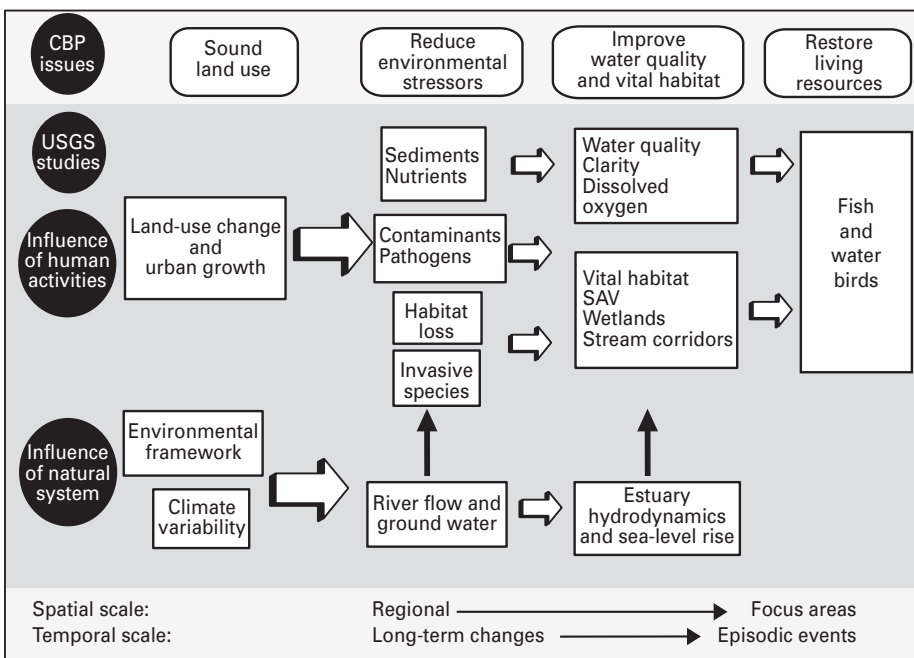 CBP
issues
Sound
land use
Reduce
environmental
stressors
Improve
water quality
and vital habitat
Restore
living
resources
USGS
studies
Sediments
Nutrients
Water quality
Clarity
Dissolved
oxygen
Fish
and
water
birds
Influence
of human
activities
Land-use change
and
urban growth
Contaminants
Pathogens
Habitat
loss
Invasive
species
Vital habitat
SAV
Wetlands
Stream corridors
Influence
of natural
system
Environmental
framework
Climate
variability
River flow and
ground water
Estuary
hydrodynamics
and sea-level rise
Spatial scale: Regional Focus areas
Temporal scale: Long-term changes Episodic events